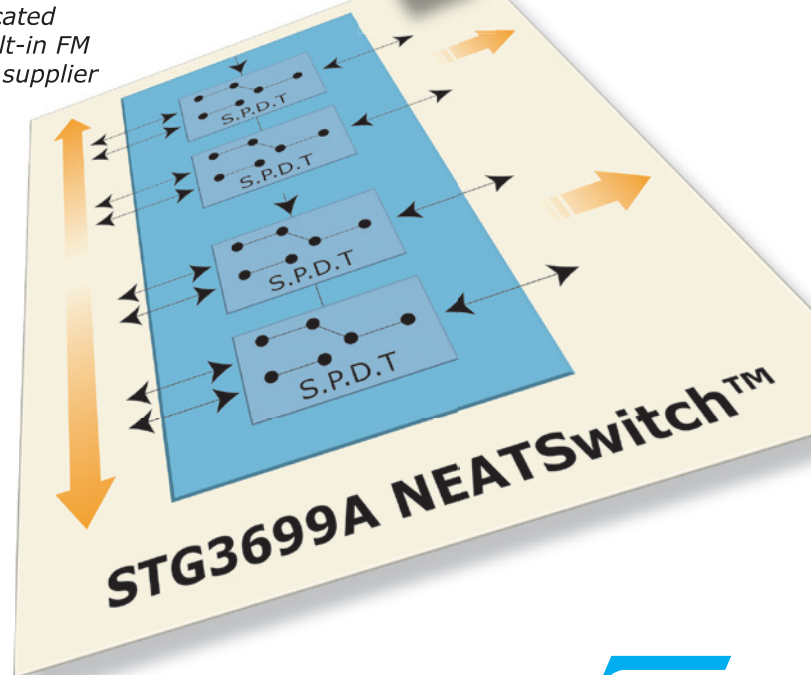 cated
lt-in FM
supplier
S.P.D.T
S.P.D.T
S.P.D.T
S.P.D.T
STG3699A NEATSwitch™